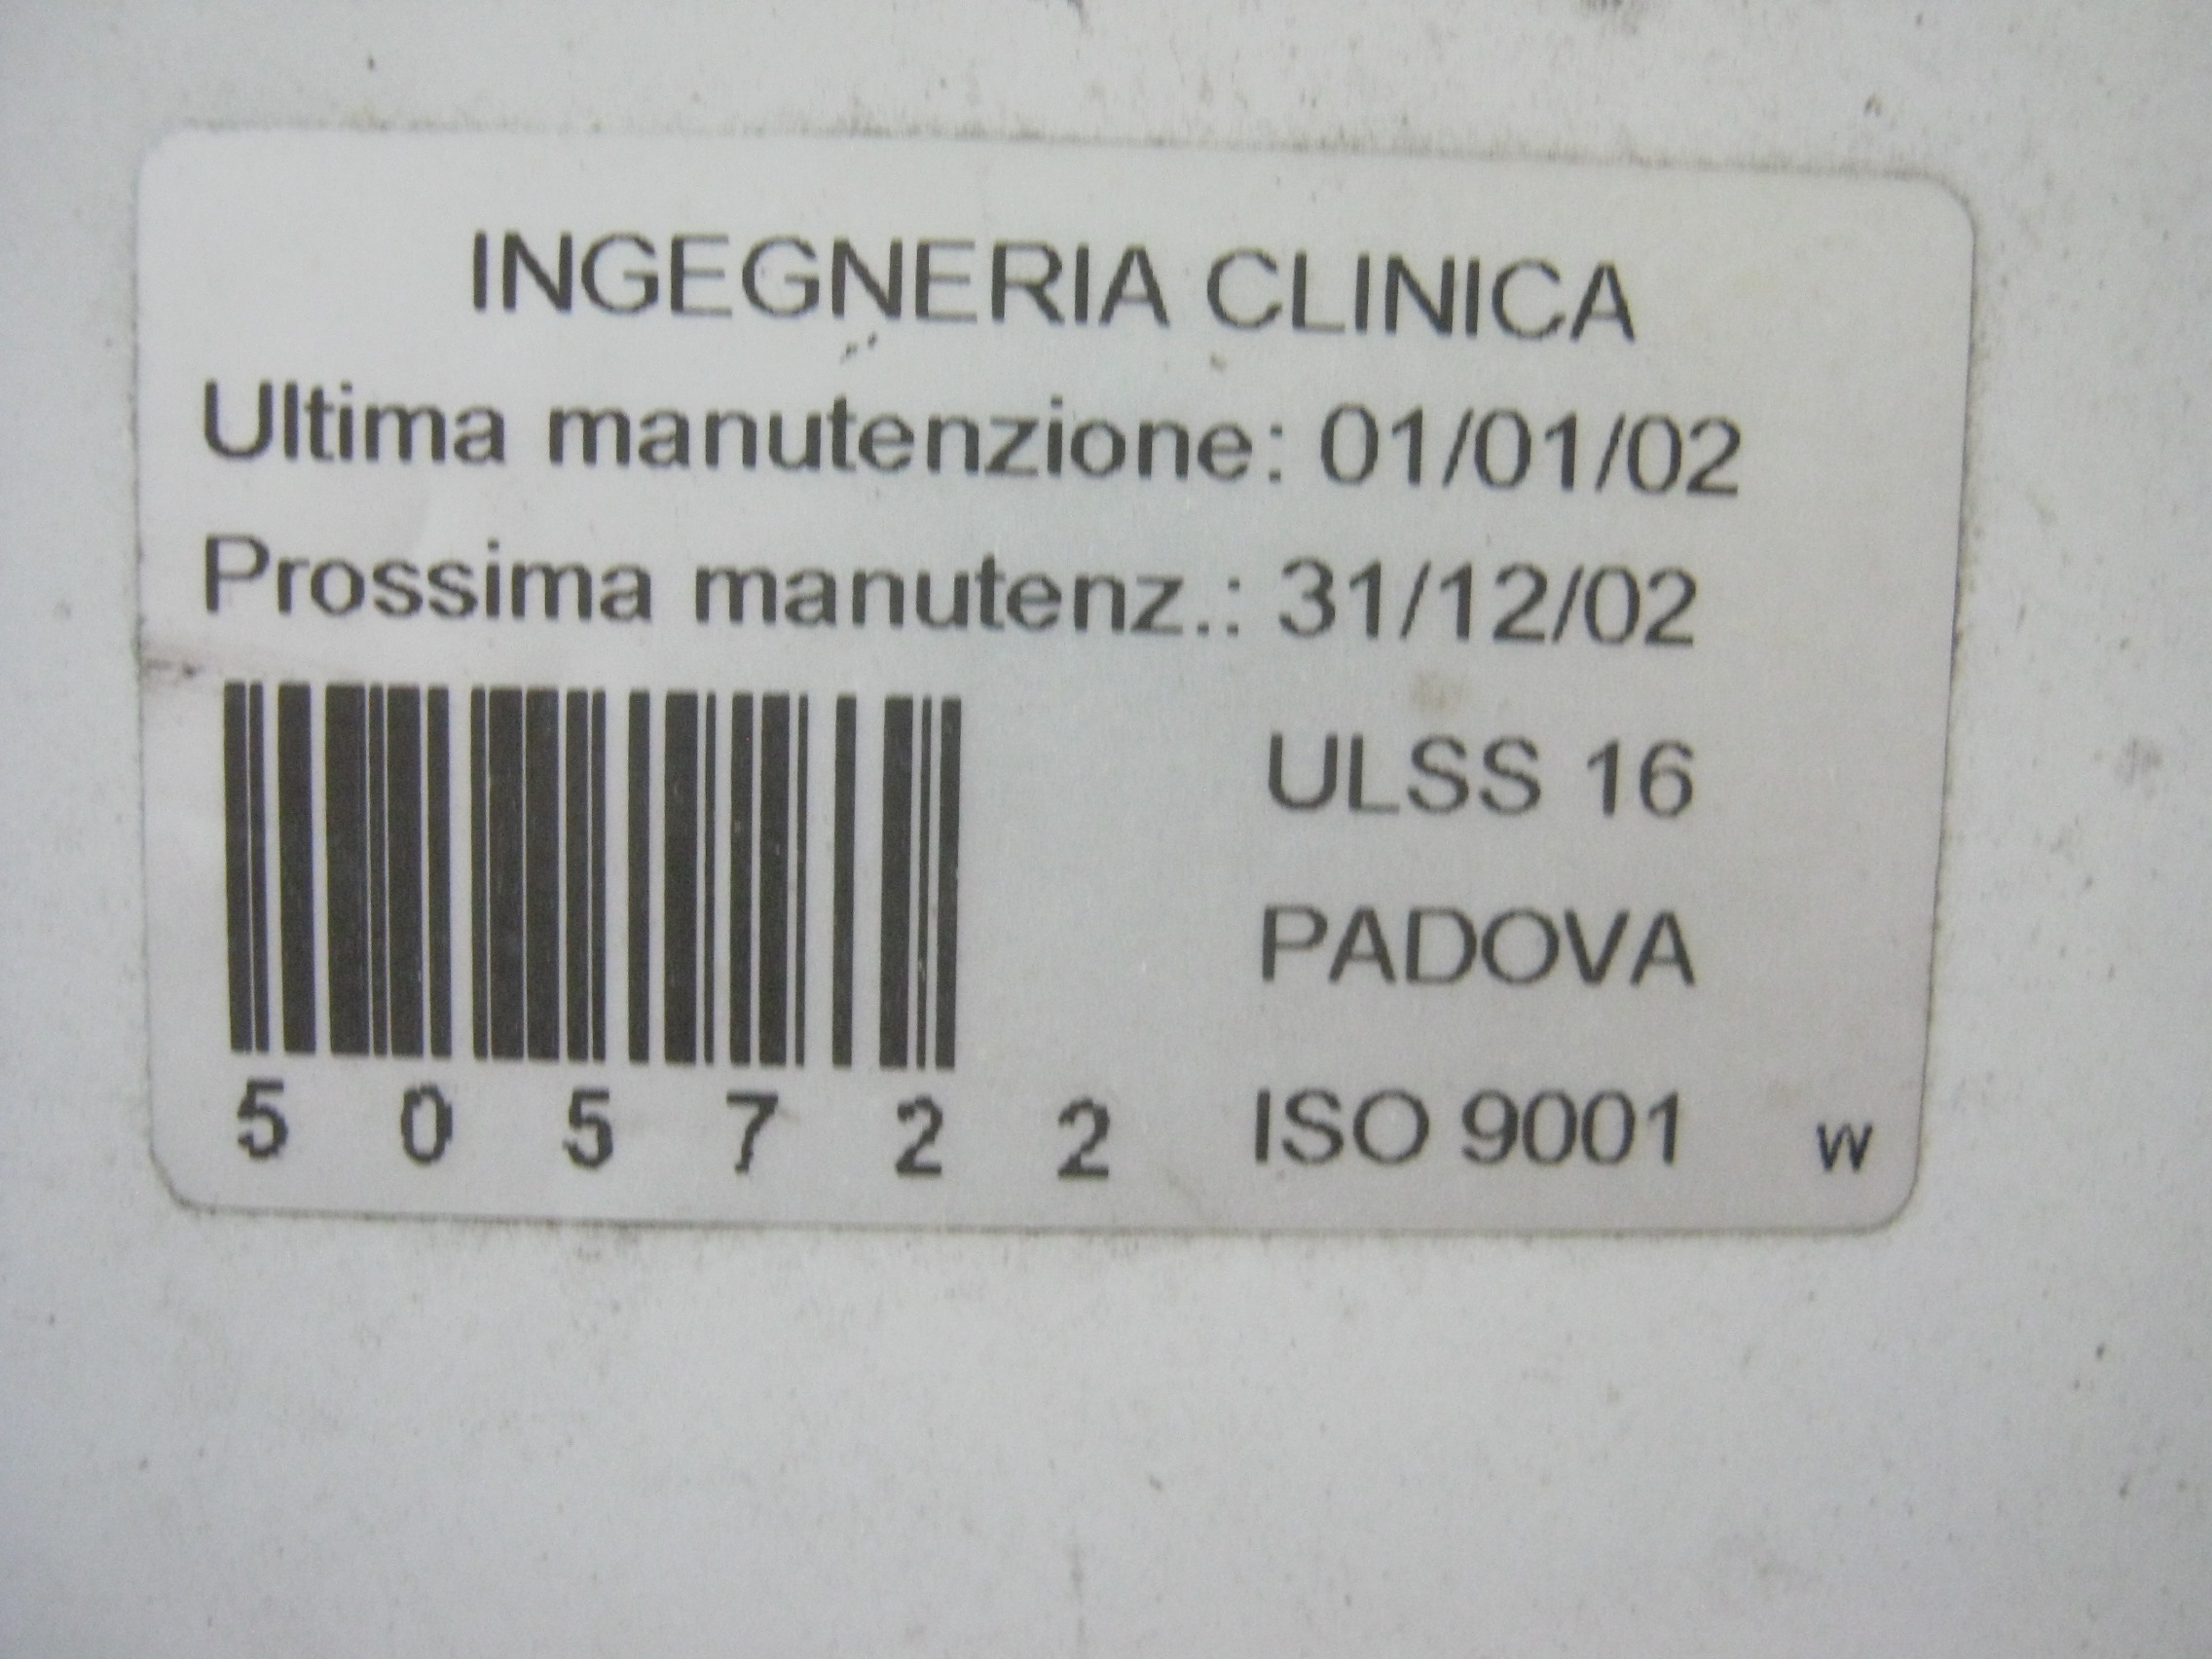 INGEGNERIA CLINICA
Ultima manutenzione: 01/01/02
Prossima manutenz.: 31/12/02
ULSS 16
PADOVA
5 0 5 7 2 2 ISO 9001 w